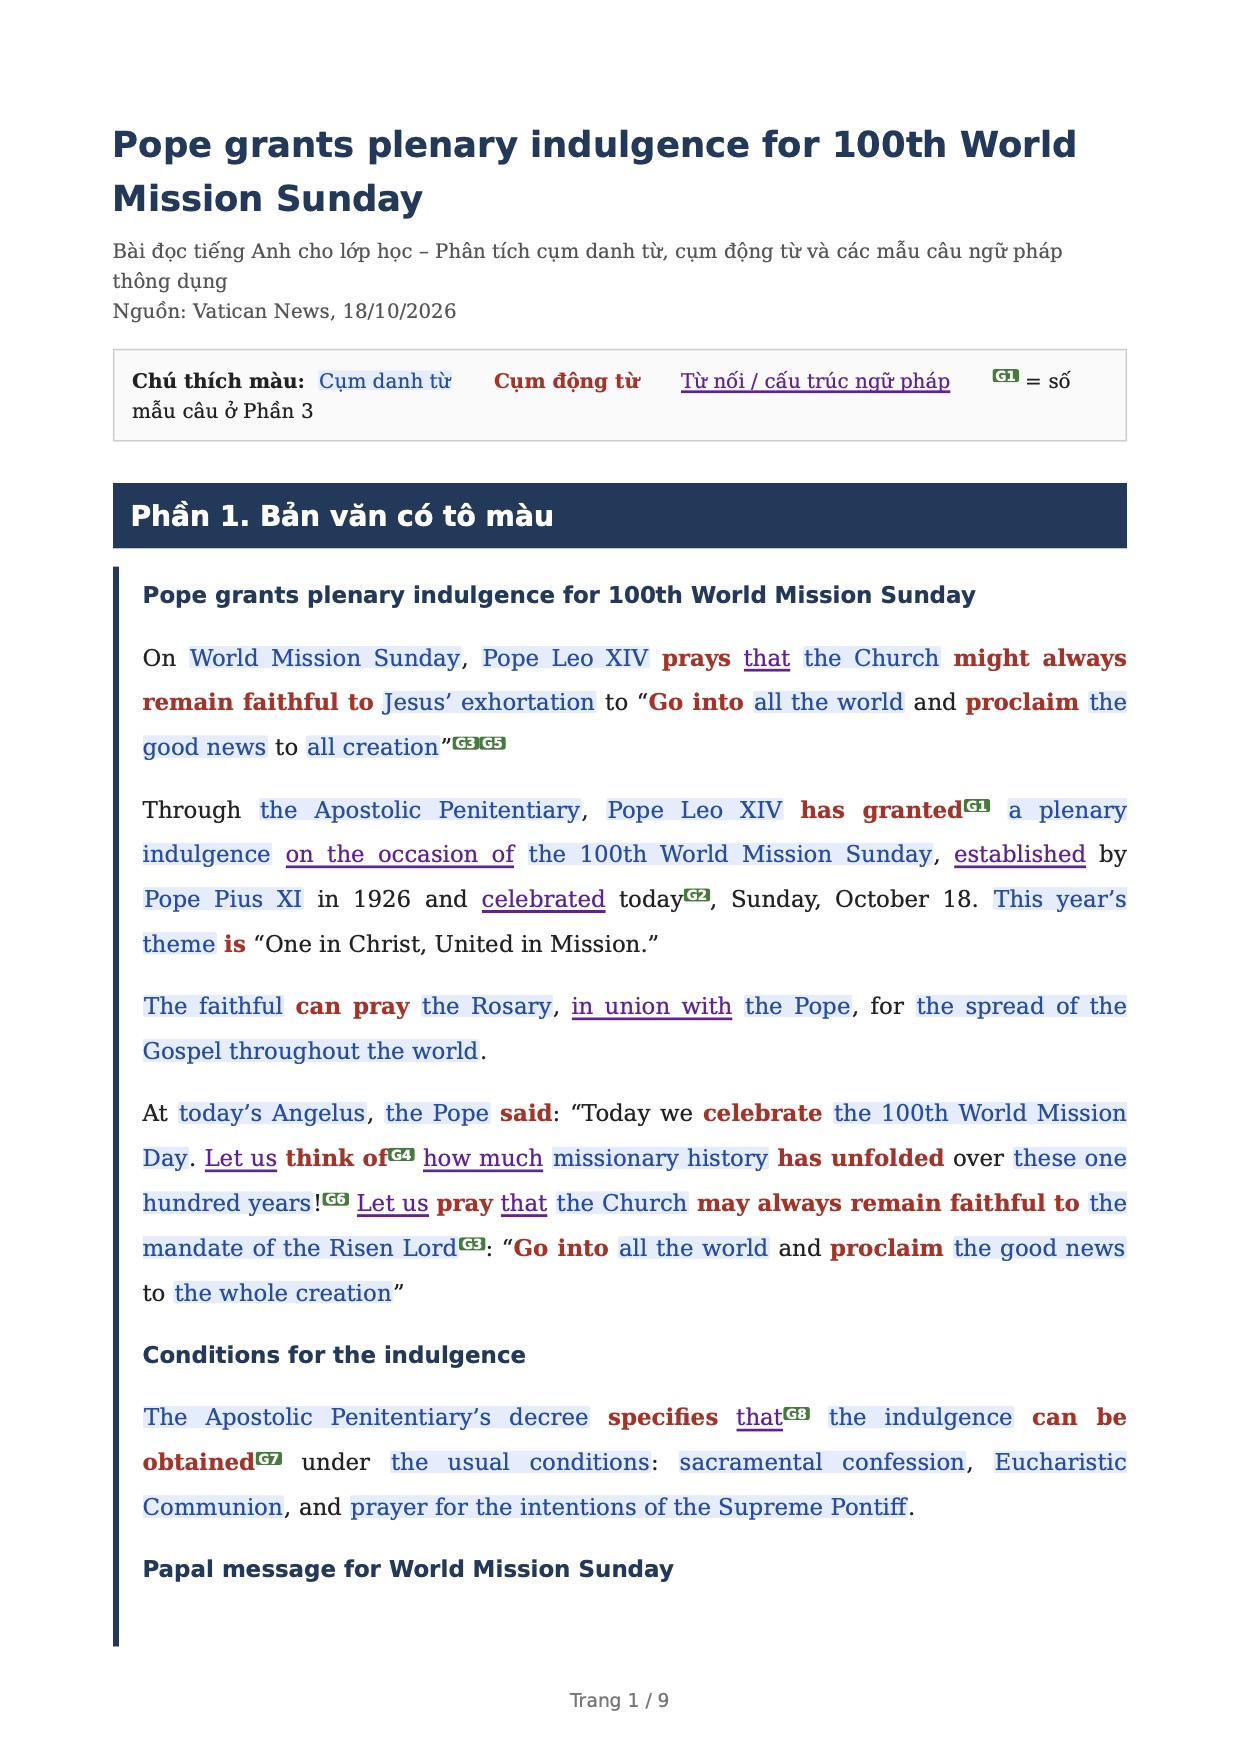 Pope grants plenary indulgence for 100th World
Mission Sunday
Bài đọc tiếng Anh cho lớp học – Phân tích cụm danh từ, cụm động từ và các mẫu câu ngữ pháp
thông dụng
Nguồn: Vatican News, 18/10/2026
Chú thích màu: Cụm danh từ Cụm động từ Từ nối / cấu trúc ngữ pháp G1 = số
mẫu câu ở Phần 3
Phần 1. Bản văn có tô màu
Pope grants plenary indulgence for 100th World Mission Sunday
On World Mission Sunday, Pope Leo XIV prays that the Church might always
remain faithful to Jesus’ exhortation to “Go into all the world and proclaim the
good news to all creation”G3G5
Through the Apostolic Penitentiary, Pope Leo XIV has grantedG1 a plenary
indulgence on the occasion of the 100th World Mission Sunday, established by
Pope Pius XI in 1926 and celebrated todayG2, Sunday, October 18. This year’s
theme is “One in Christ, United in Mission.”
The faithful can pray the Rosary, in union with the Pope, for the spread of the
Gospel throughout the world.
At today’s Angelus, the Pope said: “Today we celebrate the 100th World Mission
Day. Let us think ofG4 how much missionary history has unfolded over these one
hundred years!G6 Let us pray that the Church may always remain faithful to the
mandate of the Risen LordG3: “Go into all the world and proclaim the good news
to the whole creation”
Conditions for the indulgence
The Apostolic Penitentiary’s decree specifies thatG8 the indulgence can be
obtainedG7 under the usual conditions: sacramental confession, Eucharistic
Communion, and prayer for the intentions of the Supreme Pontiff.
Papal message for World Mission Sunday
Trang 1 / 9